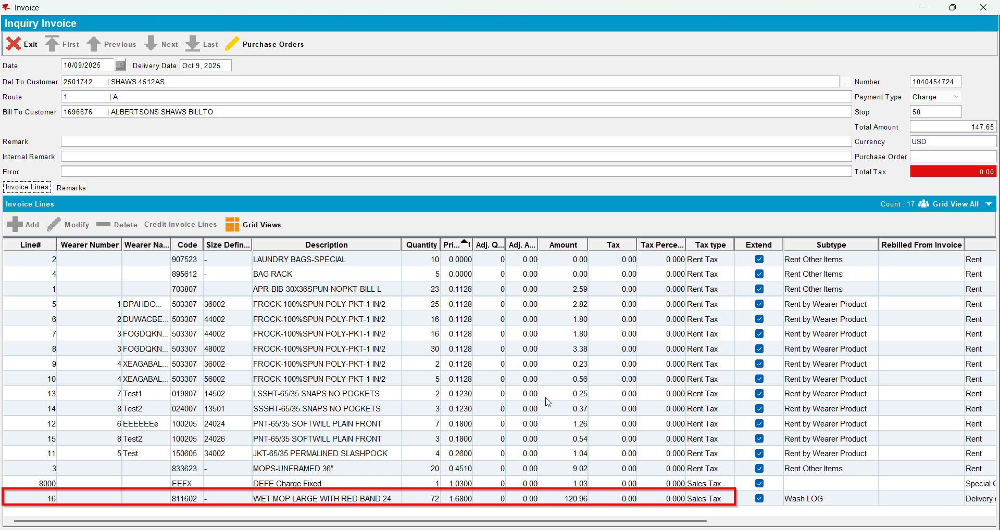 Invoice
Inquiry Invoice
Exit First Previous Next Last Purchase Orders
Date 10/09/2025 Delivery Date Oct 9, 2025
Del To Customer 2501742 | SHAWS 4512AS ... Number 1040454724
Route 1 | A Payment Type Charge
Bill To Customer 1696876 | ALBERTSONS SHAWS BILLTO Stop 50
Total Amount 147.65
Remark Currency USD
Internal Remark Purchase Order
Error Total Tax 0.00
Invoice Lines Remarks
Invoice Lines Count : 17 Grid View All
Add Modify Delete Credit Invoice Lines Grid Views
Line# Wearer Number Wearer Na... Code Size Defin... Description Quantity Pri... 1 Adj. Q... Adj. A... Amount Tax Tax Perce... Tax type Extend Subtype Rebilled From Invoice
2 907523 - LAUNDRY BAGS-SPECIAL 10 0.0000 0 0.00 0.00 0.00 0.000 Rent Tax Rent Other Items Rent
4 895612 - BAG RACK 5 0.0000 0 0.00 0.00 0.00 0.000 Rent Tax Rent Other Items Rent
1 703807 - APR-BIB-30X36SPUN-NOPKT-BILL L 23 0.1128 0 0.00 2.59 0.00 0.000 Rent Tax Rent Other Items Rent
5 1 DPAHDO... 503307 36002 FROCK-100%SPUN POLY-PKT-1 IN/2 25 0.1128 0 0.00 2.82 0.00 0.000 Rent Tax Rent by Wearer Product Rent
6 2 DUWACBE... 503307 44002 FROCK-100%SPUN POLY-PKT-1 IN/2 16 0.1128 0 0.00 1.80 0.00 0.000 Rent Tax Rent by Wearer Product Rent
7 3 FOGDQKN... 503307 44002 FROCK-100%SPUN POLY-PKT-1 IN/2 16 0.1128 0 0.00 1.80 0.00 0.000 Rent Tax Rent by Wearer Product Rent
8 3 FOGDQKN... 503307 48002 FROCK-100%SPUN POLY-PKT-1 IN/2 30 0.1128 0 0.00 3.38 0.00 0.000 Rent Tax Rent by Wearer Product Rent
9 4 XEAGABAL... 503307 36002 FROCK-100%SPUN POLY-PKT-1 IN/2 2 0.1128 0 0.00 0.23 0.00 0.000 Rent Tax Rent by Wearer Product Rent
10 4 XEAGABAL... 503307 56002 FROCK-100%SPUN POLY-PKT-1 IN/2 5 0.1128 0 0.00 0.56 0.00 0.000 Rent Tax Rent by Wearer Product Rent
13 7 Test1 019807 14502 LSSHT-65/35 SNAPS NO POCKETS 2 0.1230 0 0.00 0.25 0.00 0.000 Rent Tax Rent by Wearer Product Rent
14 8 Test2 024007 13501 SSSHT-65/35 SNAPS NO POCKETS 3 0.1230 0 0.00 0.37 0.00 0.000 Rent Tax Rent by Wearer Product Rent
12 6 EEEEEEe 100205 24024 PNT-65/35 SOFTWILL PLAIN FRONT 7 0.1800 0 0.00 1.26 0.00 0.000 Rent Tax Rent by Wearer Product Rent
15 8 Test2 100205 24026 PNT-65/35 SOFTWILL PLAIN FRONT 3 0.1800 0 0.00 0.54 0.00 0.000 Rent Tax Rent by Wearer Product Rent
11 5 Test 150605 34002 JKT-65/35 PERMALINED SLASHPOCK 4 0.2600 0 0.00 1.04 0.00 0.000 Rent Tax Rent by Wearer Product Rent
3 833623 - MOPS-UNFRAMED 36" 20 0.4510 0 0.00 9.02 0.00 0.000 Rent Tax Rent Other Items Rent
8000 EEFX DEFE Charge Fixed 1 1.0300 0 0.00 1.03 0.00 0.000 Sales Tax Special
16 811602 - WET MOP LARGE WITH RED BAND 24 72 1.6800 0 0.00 120.96 0.00 0.000 Sales Tax Wash LOG Delivery